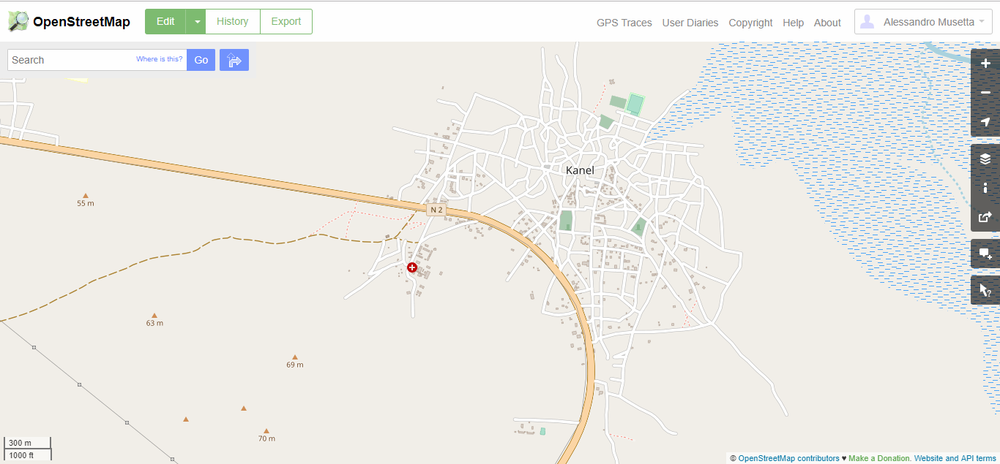 OpenStreetMap
Edit
History
Export
GPS Traces
User Diaries
Copyright
Help
About
Alessandro Musetta
Search
Where is this?
Go
Kanel
55 m
N 2
63 m
69 m
70 m
300 m
1000 ft
© OpenStreetMap contributors ♥ Make a Donation. Website and API terms